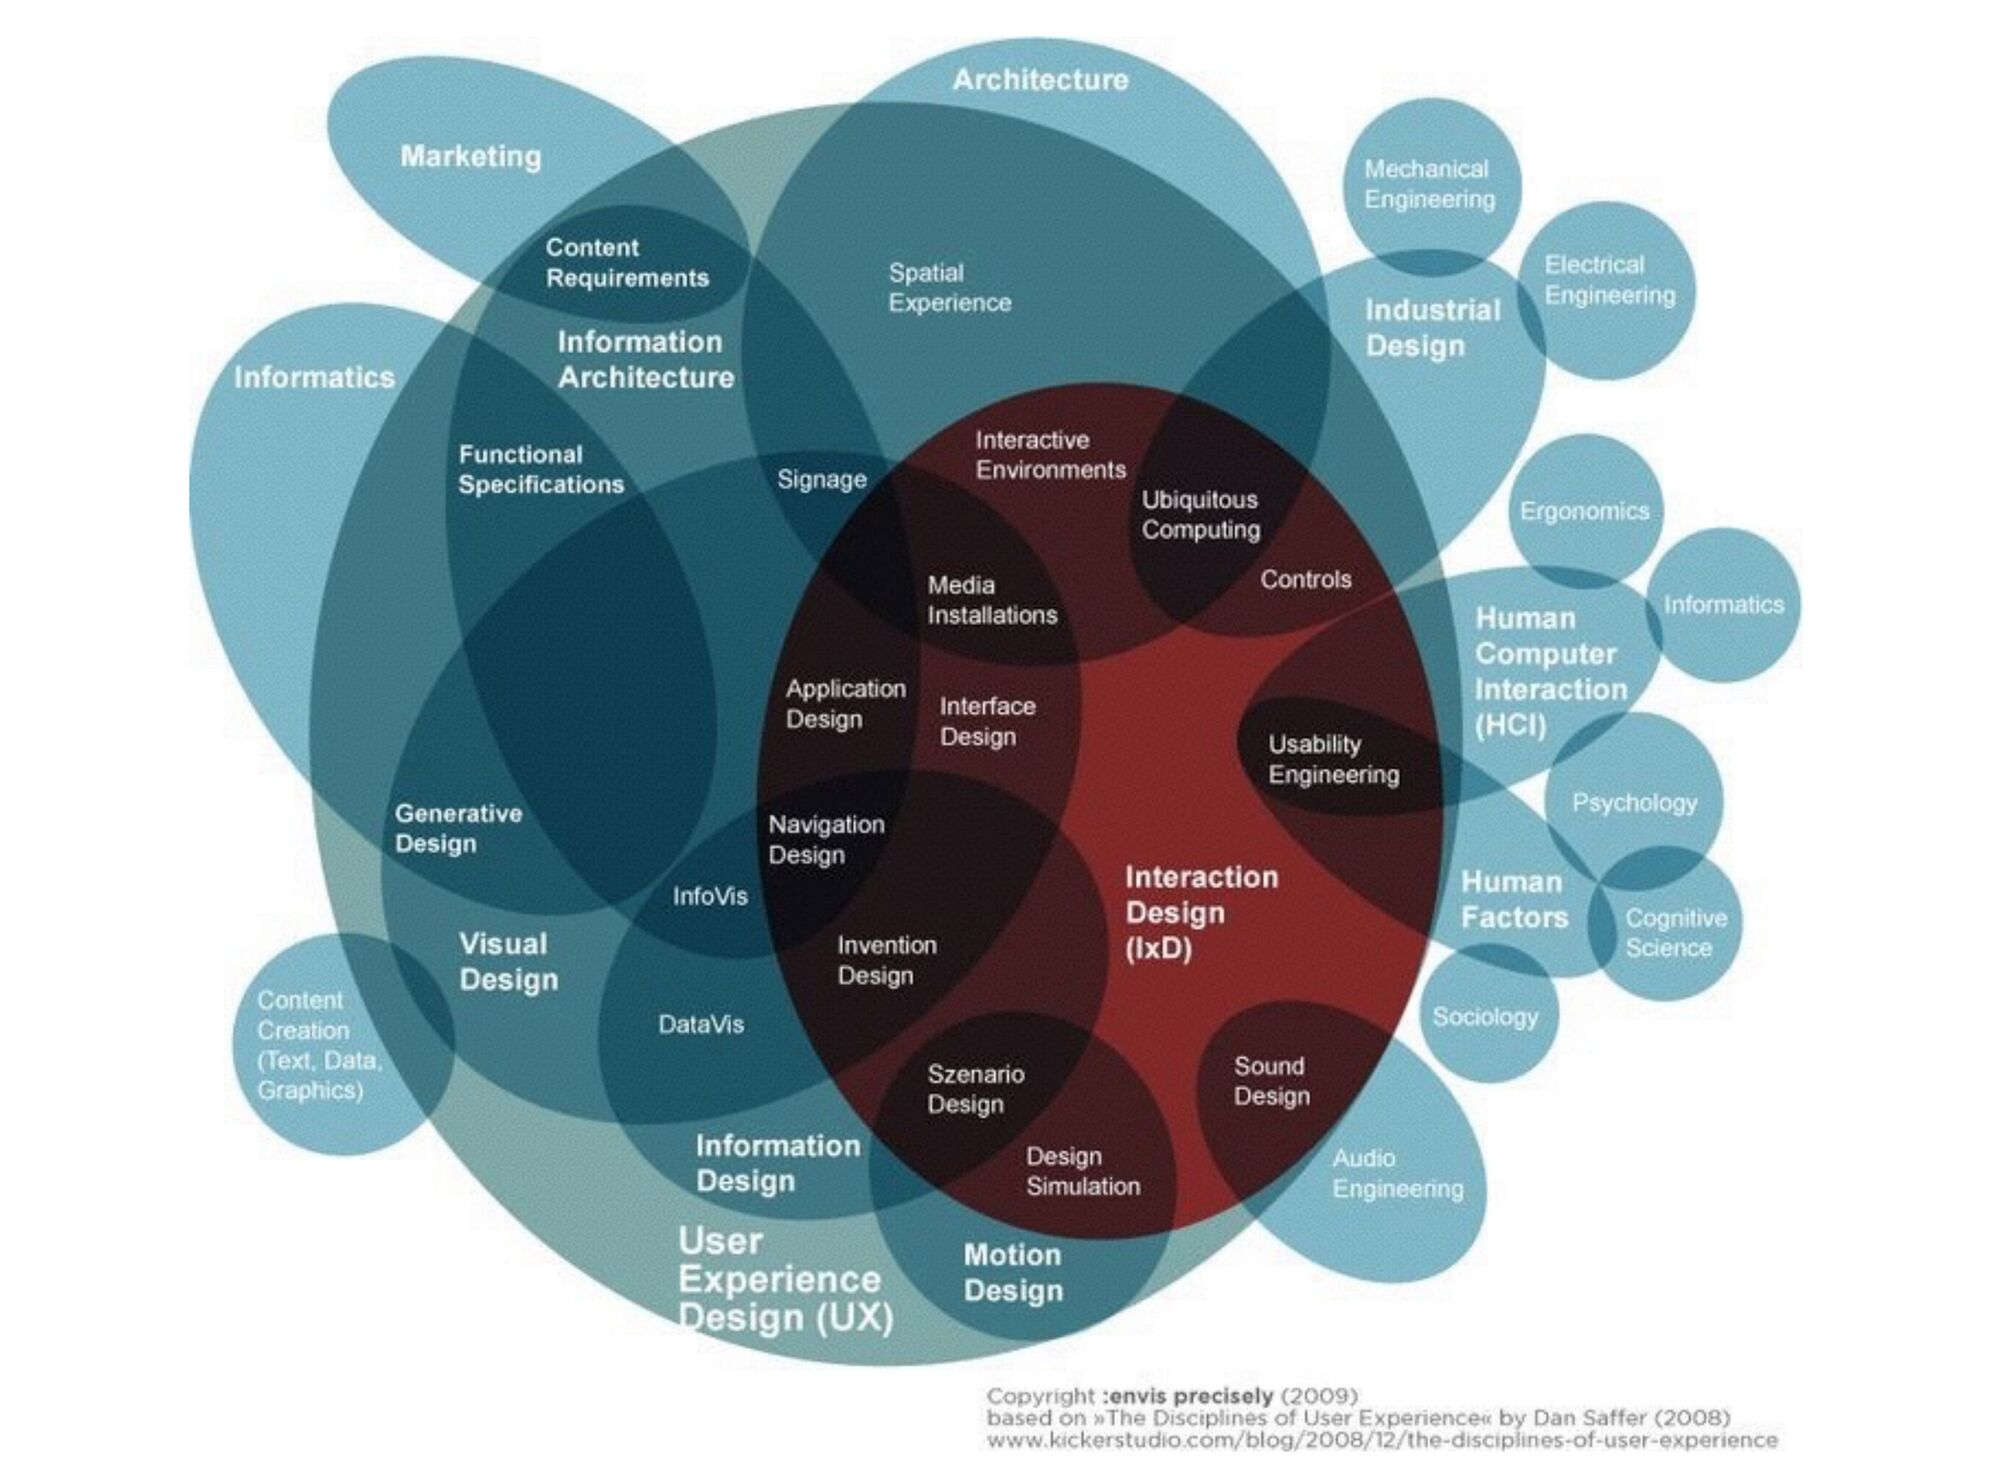 Architecture
Marketing
Mechanical
Engineering
Content
Requirements
Spatial
Experience
Electrical
Engineering
Industrial
Design
Information
Architecture
Informatics
Functional
Specifications
Signage
Interactive
Environments
Ubiquitous
Computing
Ergonomics
Controls
Media
Installations
Informatics
Human
Computer
Interaction
(HCI)
Application
Design
Interface
Design
Usability
Engineering
Psychology
Generative
Design
Navigation
Design
InfoVis
Interaction
Design
(IxD)
Human
Factors
Cognitive
Science
Visual
Design
Invention
Design
Content
Creation
(Text, Data,
Graphics)
DataVis
Sociology
Szenario
Design
Sound
Design
Information
Design
Design
Simulation
Audio
Engineering
User
Experience
Design (UX)
Motion
Design
Copyright :envis precisely (2009)
based on »The Disciplines of User Experience« by Dan Saffer (2008)
www.kickerstudio.com/blog/2008/12/the-disciplines-of-user-experience